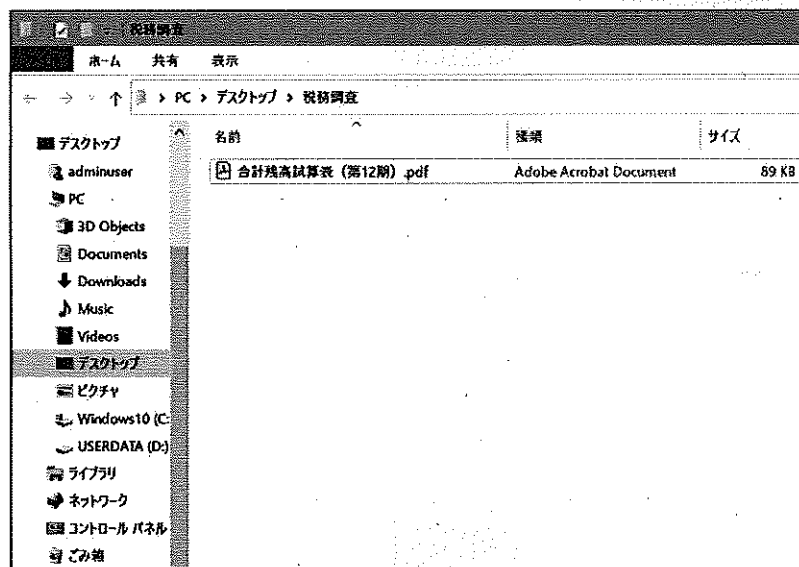 税務調査
ホーム 共有 表示
PC › デスクトップ › 税務調査
名前 種類 サイズ
合計残高試算表（第12期）.pdf Adobe Acrobat Document 89 KB
デスクトップ
adminuser
PC
3D Objects
Documents
Downloads
Music
Videos
デスクトップ
ピクチャ
Windows10 (C:
USERDATA (D:)
ライブラリ
ネットワーク
コントロール パネル
ごみ箱